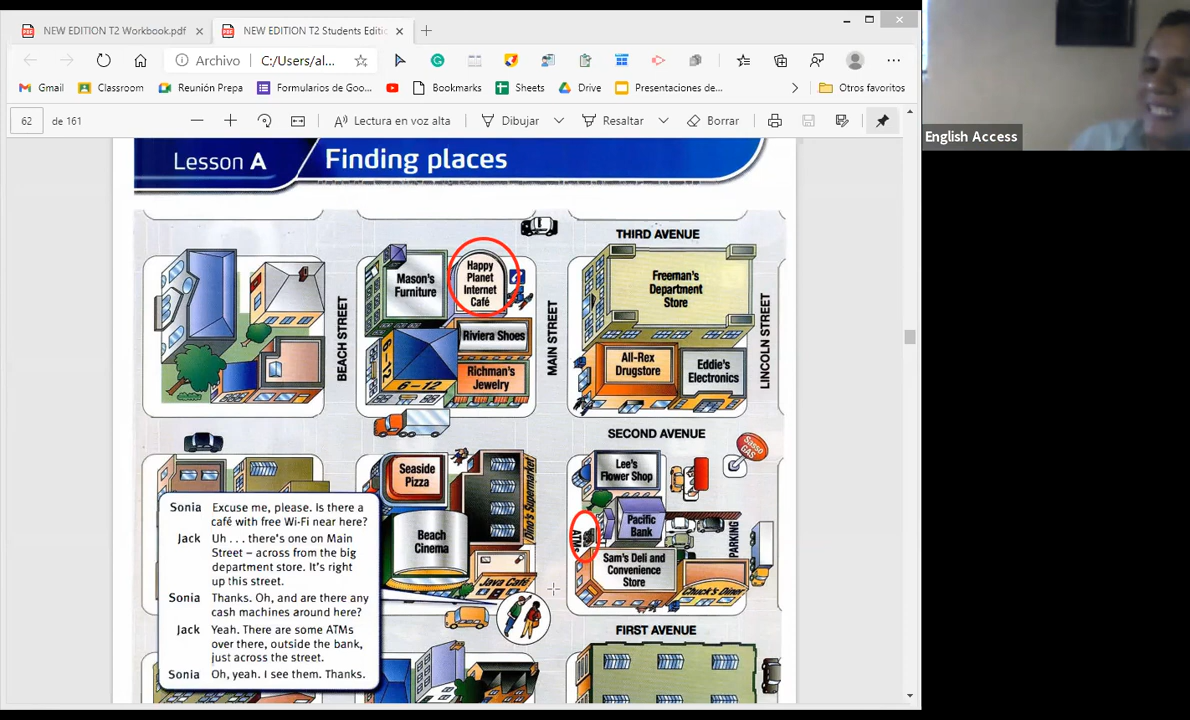 NEW EDITION T2 Workbook.pdf
NEW EDITION T2 Students Editic
Archivo
C:/Users/al...
Gmail
Classroom
Reunión Prepa
Formularios de Goo...
Bookmarks
Sheets
Drive
Presentaciones de...
Otros favoritos
62
de 161
Lectura en voz alta
Dibujar
Resaltar
Borrar
English Access
Lesson A
Finding places
THIRD AVENUE
Mason's
Furniture
Happy
Planet
Internet
Café
Freeman's
Department
Store
BEACH STREET
MAIN STREET
LINCOLN STREET
Riviera Shoes
8-12
6-12
Richman's
Jewelry
All-Rex
Drugstore
Eddie's
Electronics
SECOND AVENUE
Sasso
GAS
Seaside
Pizza
Dino's Supermarket
Lee's
Flower Shop
Beach
Cinema
ATMs
Pacific
Bank
PARKING
Sam's Deli and
Convenience
Store
Java Café
Chuck's Diner
FIRST AVENUE
Sonia Excuse me, please. Is there a
café with free Wi-Fi near here?
Jack Uh . . . there's one on Main
Street – across from the big
department store. It's right
up this street.
Sonia Thanks. Oh, and are there any
cash machines around here?
Jack Yeah. There are some ATMs
over there, outside the bank,
just across the street.
Sonia Oh, yeah. I see them. Thanks.